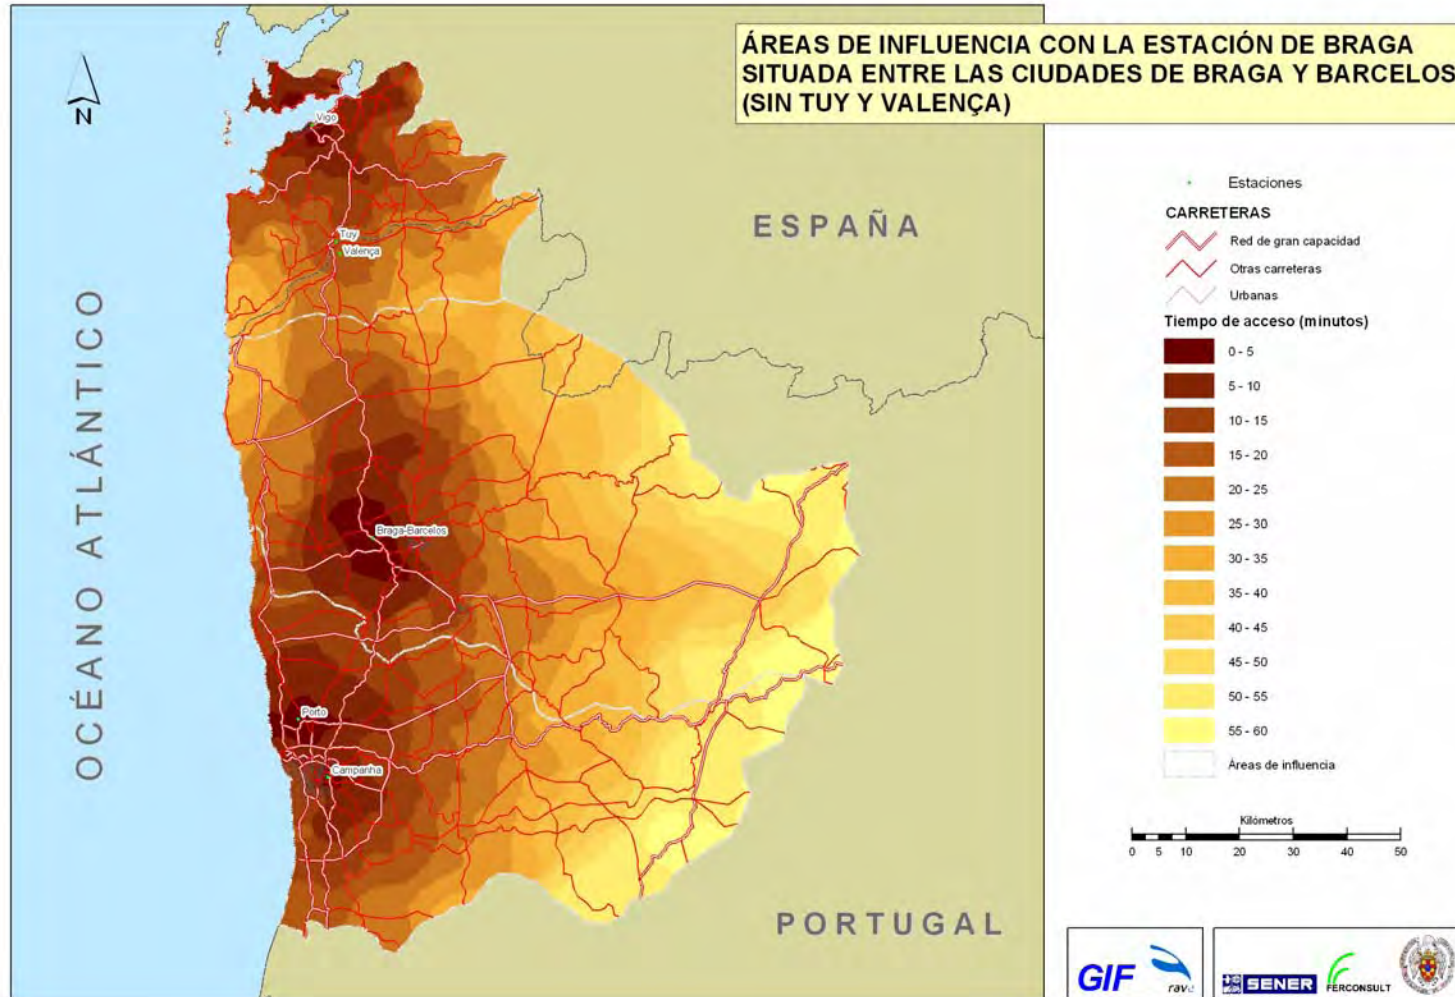 ÁREAS DE INFLUENCIA CON LA ESTACIÓN DE BRAGA
SITUADA ENTRE LAS CIUDADES DE BRAGA Y BARCELOS
(SIN TUY Y VALENÇA)
N
Vigo
Tuy
Valença
Braga-Barcelos
Porto
Campanha
OCÉANO ATLÁNTICO
ESPAÑA
PORTUGAL
Estaciones
CARRETERAS
Red de gran capacidad
Otras carreteras
Urbanas
Tiempo de acceso (minutos)
0 - 5
5 - 10
10 - 15
15 - 20
20 - 25
25 - 30
30 - 35
35 - 40
40 - 45
45 - 50
50 - 55
55 - 60
Áreas de influencia
Kilómetros
0 5 10 20 30 40 50
GIF
rave
SENER
FERCONSULT